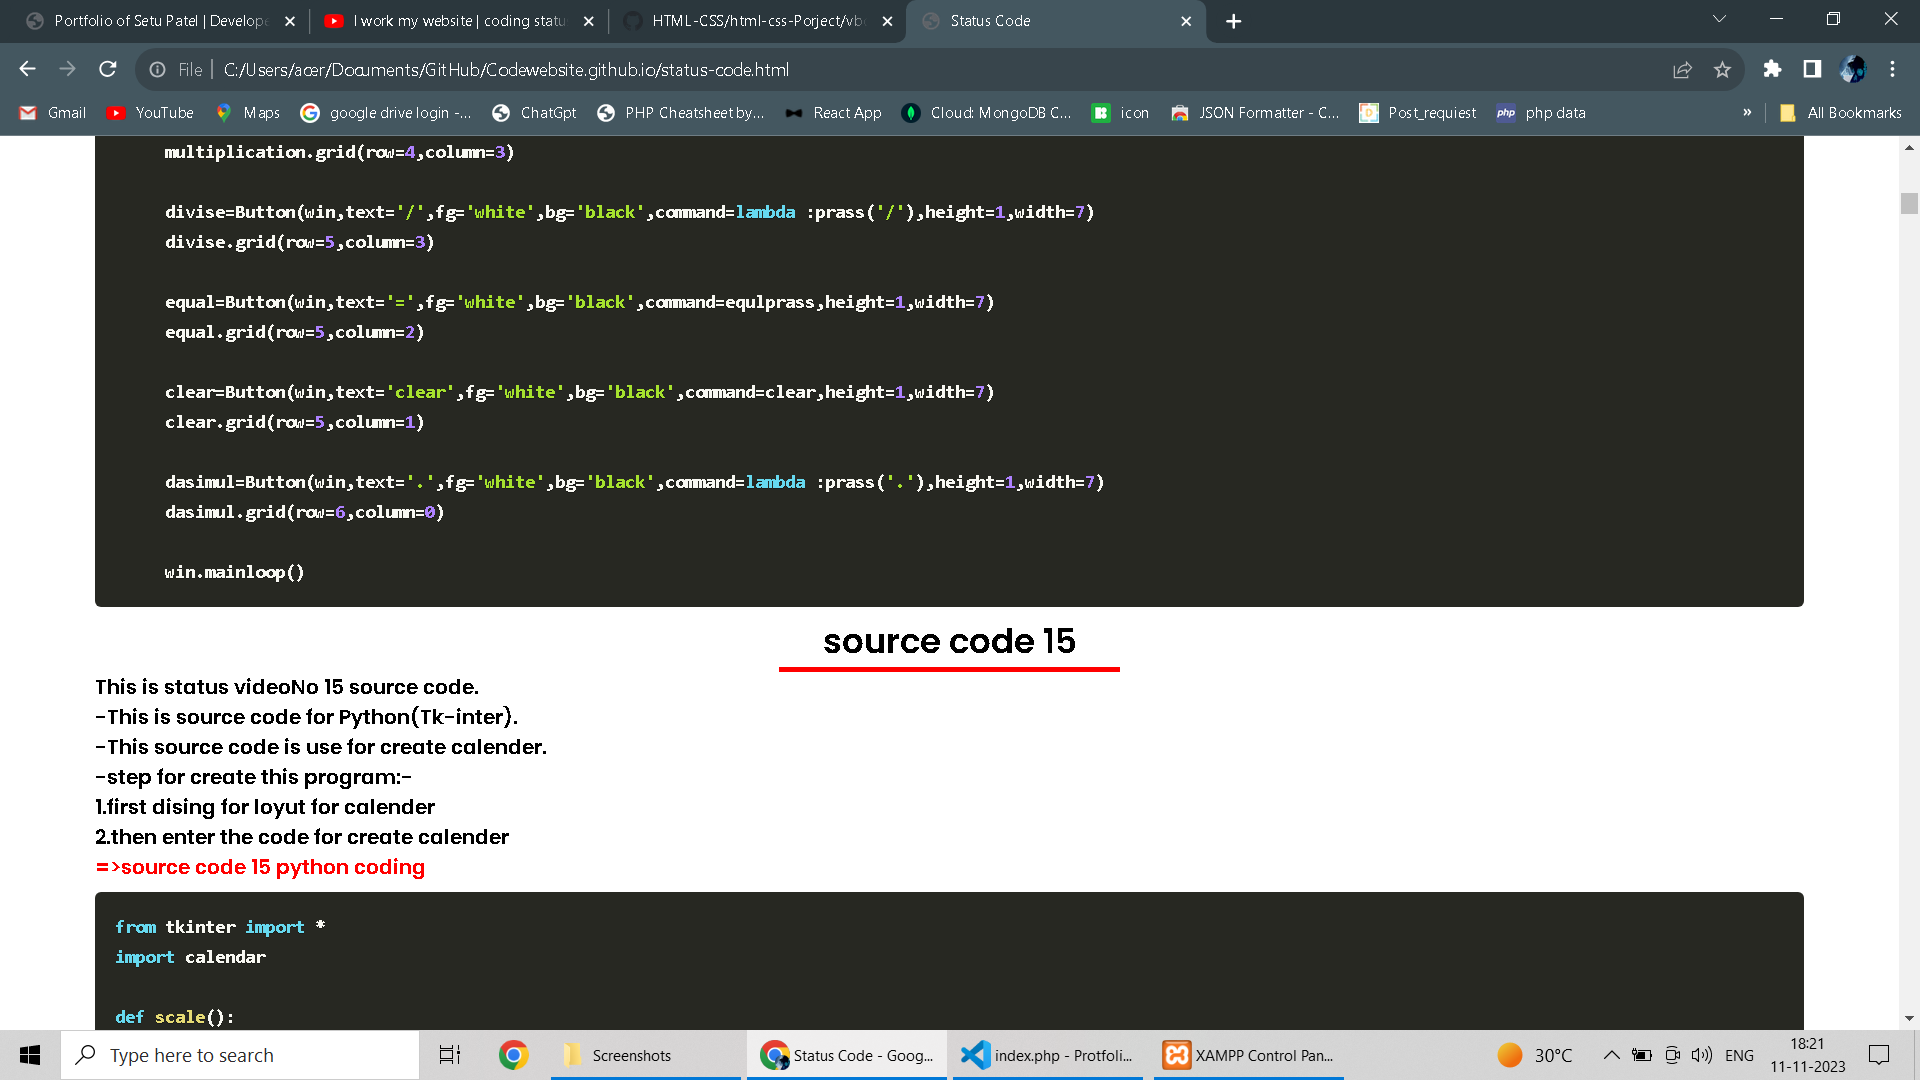 Portfolio of Setu Patel | Develope
I work my website | coding statu
HTML-CSS/html-css-Porject/vbc
Status Code
File
C:/Users/acer/Documents/GitHub/Codewebsite.github.io/status-code.html
Gmail
YouTube
Maps
google drive login -...
ChatGpt
PHP Cheatsheet by...
React App
Cloud: MongoDB C...
icon
JSON Formatter - C...
Post_requiest
php
php data
»
All Bookmarks
multiplication.grid(row=4,column=3)
divise=Button(win,text='/',fg='white',bg='black',command=lambda :prass('/'),height=1,width=7)
divise.grid(row=5,column=3)
equal=Button(win,text='=',fg='white',bg='black',command=equlprass,height=1,width=7)
equal.grid(row=5,column=2)
clear=Button(win,text='clear',fg='white',bg='black',command=clear,height=1,width=7)
clear.grid(row=5,column=1)
dasimul=Button(win,text='.',fg='white',bg='black',command=lambda :prass('.'),height=1,width=7)
dasimul.grid(row=6,column=0)
win.mainloop()
source code 15
This is status videoNo 15 source code.
-This is source code for Python(Tk-inter).
-This source code is use for create calender.
-step for create this program:-
1.first dising for loyut for calender
2.then enter the code for create calender
=>source code 15 python coding
from tkinter import *
import calendar
def scale():
Type here to search
Screenshots
Status Code - Goog...
index.php - Protfoli...
XAMPP Control Pan...
30°C
ENG
18:21
11-11-2023